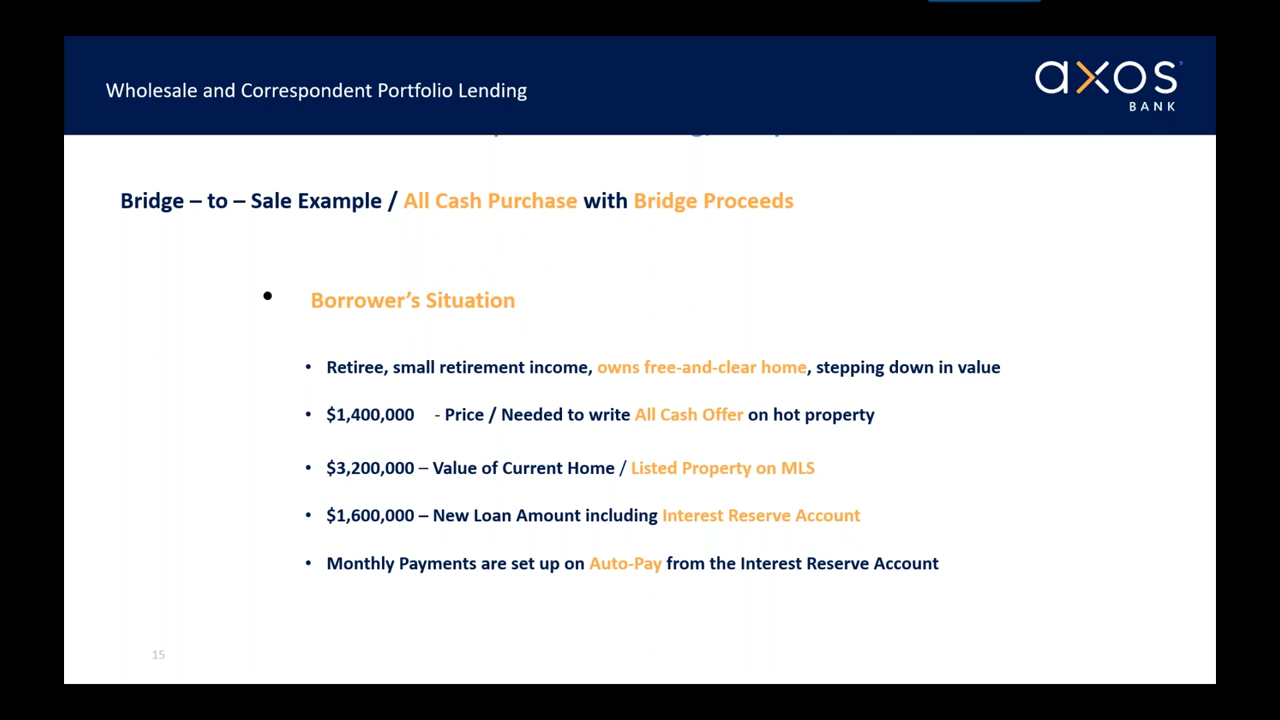 Wholesale and Correspondent Portfolio Lending
axos
BANK
Bridge – to – Sale Example / All Cash Purchase with Bridge Proceeds
• Borrower’s Situation
• Retiree, small retirement income, owns free-and-clear home, stepping down in value
• $1,400,000 - Price / Needed to write All Cash Offer on hot property
• $3,200,000 – Value of Current Home / Listed Property on MLS
• $1,600,000 – New Loan Amount including Interest Reserve Account
• Monthly Payments are set up on Auto-Pay from the Interest Reserve Account
15